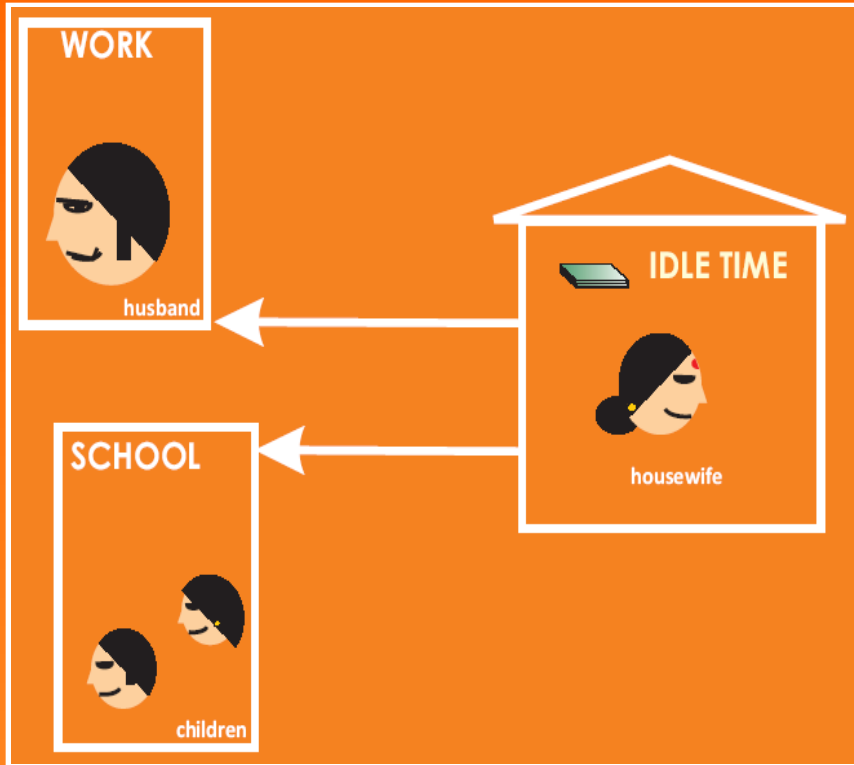 WORK
husband
IDLE TIME
housewife
SCHOOL
children